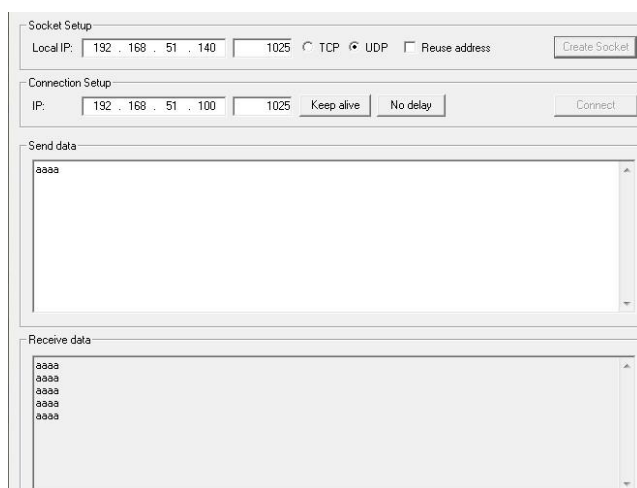 Socket Setup
Local IP: 192 . 168 . 51 . 140 1025 TCP UDP Reuse address Create Socket
Connection Setup
IP: 192 . 168 . 51 . 100 1025 Keep alive No delay Connect
Send data
aaaa
Receive data
aaaa
aaaa
aaaa
aaaa
aaaa